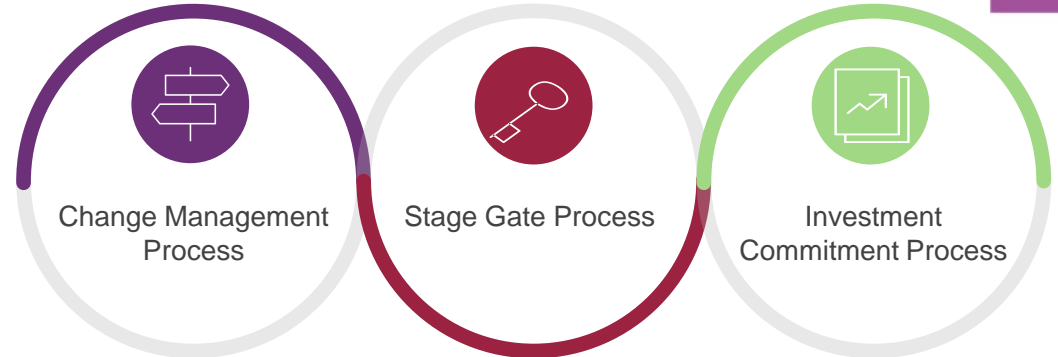 Change Management
Process
Stage Gate Process
Investment
Commitment Process